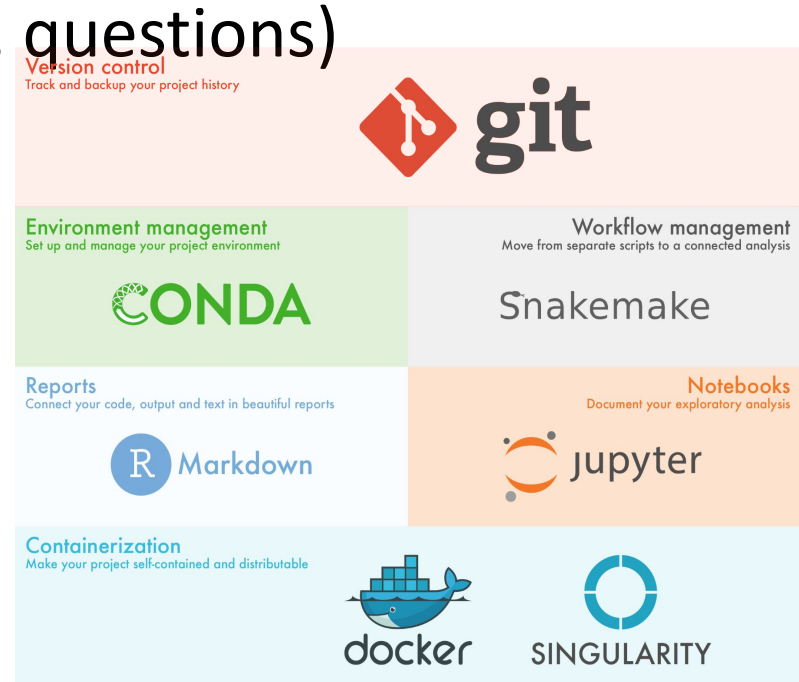 questions)
Version control
Track and backup your project history
git
Environment management
Set up and manage your project environment
CONDA
Workflow management
Move from separate scripts to a connected analysis
Snakemake
Reports
Connect your code, output and text in beautiful reports
R Markdown
Notebooks
Document your exploratory analysis
jupyter
Containerization
Make your project self-contained and distributable
docker
SINGULARITY